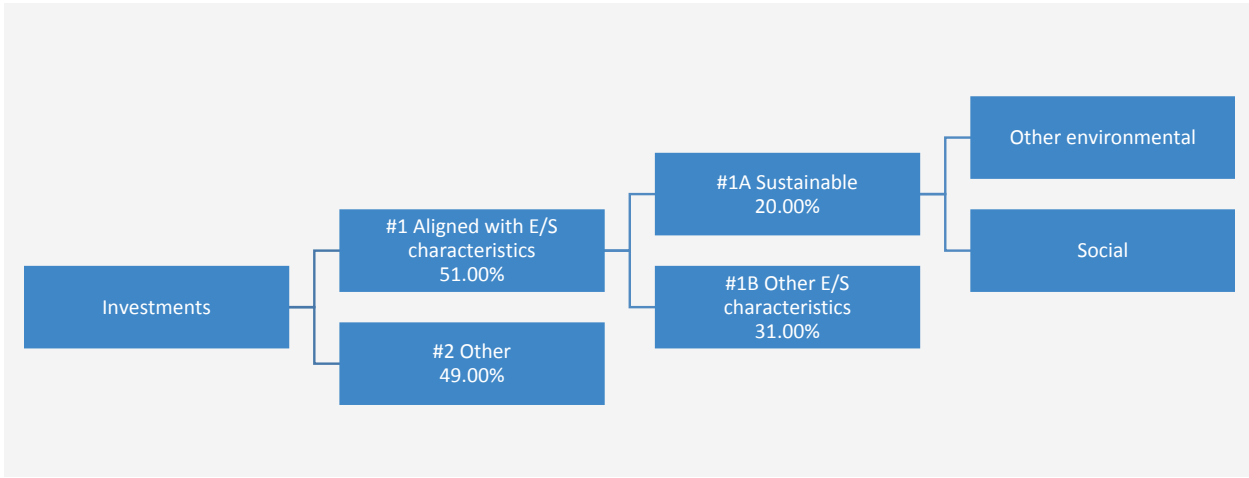 Investments
#1 Aligned with E/S
characteristics
51.00%
#2 Other
49.00%
#1A Sustainable
20.00%
#1B Other E/S
characteristics
31.00%
Other environmental
Social